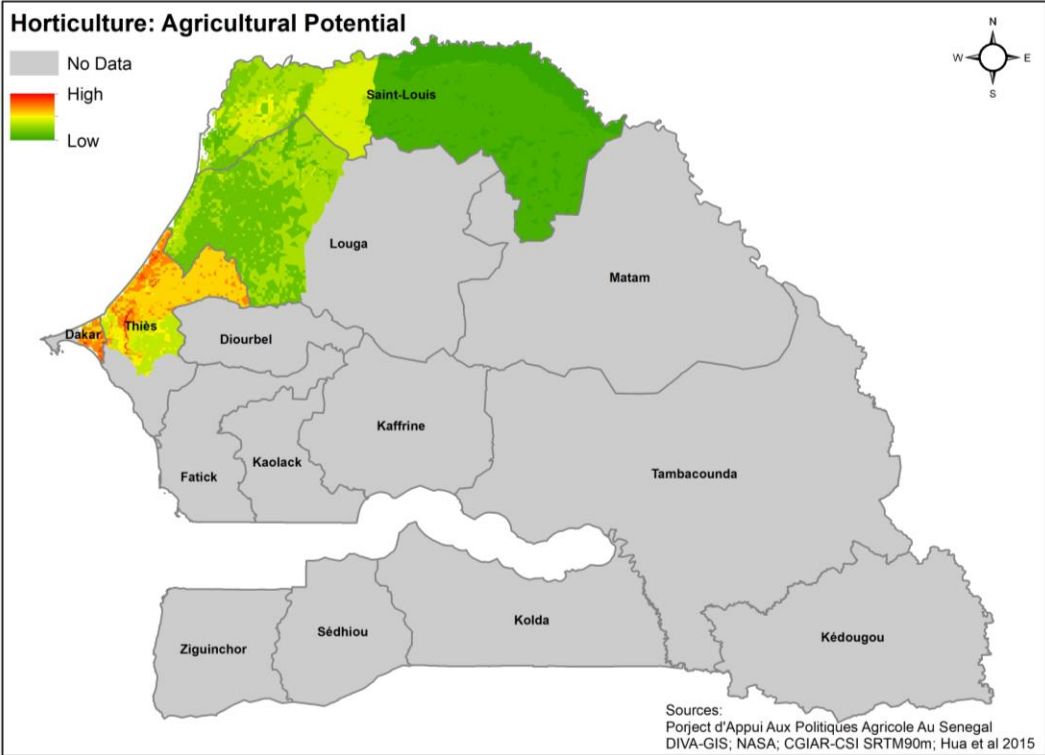 Horticulture: Agricultural Potential
No Data
High
Low
N
W
E
S
Saint-Louis
Louga
Matam
Dakar
Thiès
Diourbel
Kaffrine
Fatick
Kaolack
Tambacounda
Ziguinchor
Sédhiou
Kolda
Kédougou
Sources:
Porject d'Appui Aux Politiques Agricole Au Senegal
DIVA-GIS; NASA; CGIAR-CSI SRTM90m; Hua et al 2015